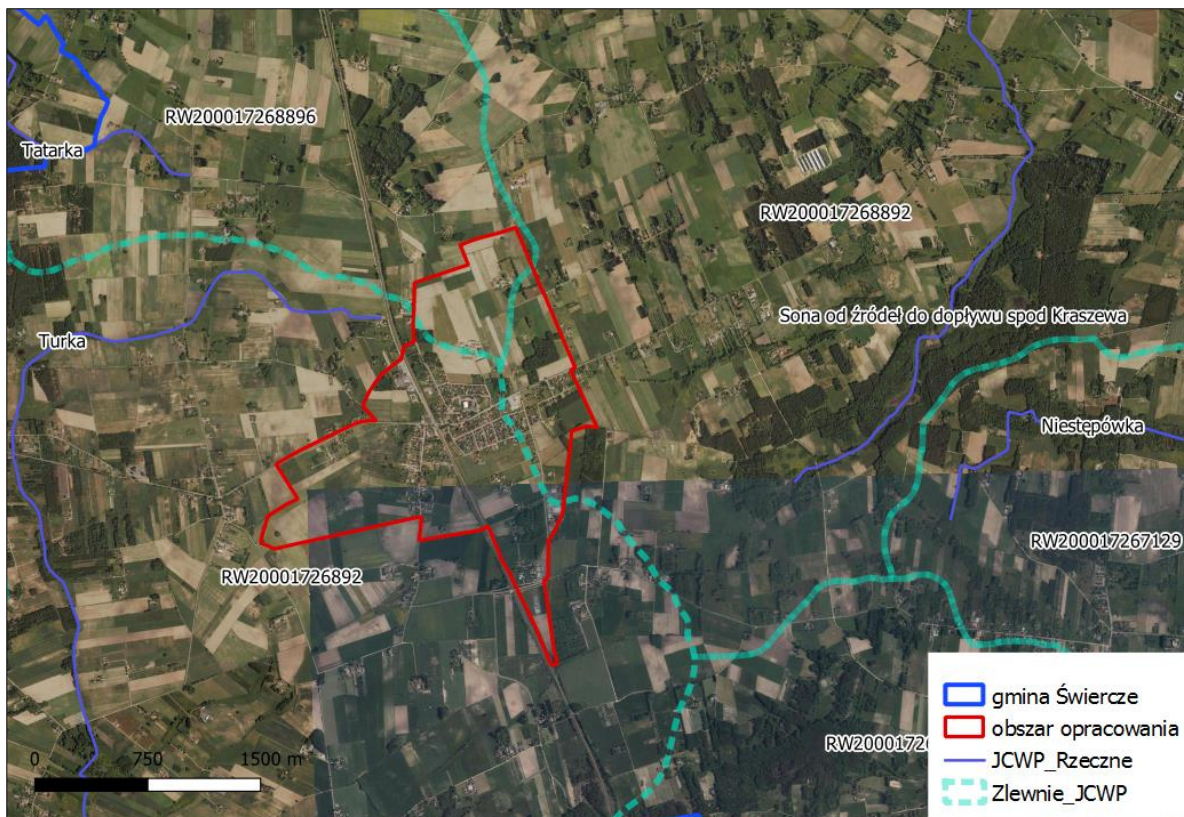 RW200017268896
Tatarka
RW200017268892
Sona od źródeł do dopływu spod Kraszewa
Turka
Niestępówka
RW200017267129
RW20001726892
gmina Świercze
obszar opracowania
RW2000172
JCWP_Rzeczne
0 750 1500 m
Zlewnie_JCWP